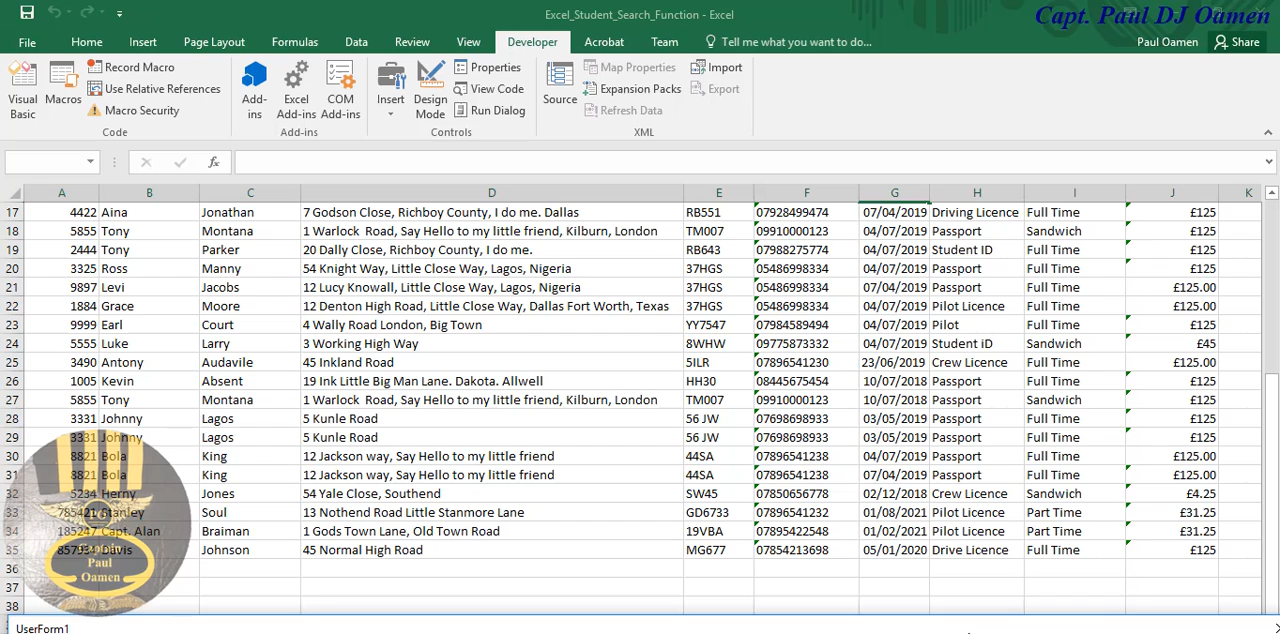 Excel_Student_Search_Function - Excel
Capt. Paul DJ Oamen
File Home Insert Page Layout Formulas Data Review View Developer Acrobat Team Tell me what you want to do... Paul Oamen Share
Visual Basic
Macros
Record Macro
Use Relative References
Macro Security
Code
Add-ins
Excel Add-ins
COM Add-ins
Add-ins
Insert
Design Mode
Properties
View Code
Run Dialog
Controls
Source
Map Properties
Expansion Packs
Refresh Data
Import
Export
XML
fx
A B C D E F G H I J K
17 4422 Aina Jonathan 7 Godson Close, Richboy County, I do me. Dallas RB551 07928499474 07/04/2019 Driving Licence Full Time £125
18 5855 Tony Montana 1 Warlock Road, Say Hello to my little friend, Kilburn, London TM007 09910000123 04/07/2019 Passport Sandwich £125
19 2444 Tony Parker 20 Dally Close, Richboy County, I do me. RB643 07988275774 04/07/2019 Student ID Full Time £125
20 3325 Ross Manny 54 Knight Way, Little Close Way, Lagos, Nigeria 37HGS 05486998334 04/07/2019 Passport Full Time £125
21 9897 Levi Jacobs 12 Lucy Knowall, Little Close Way, Lagos, Nigeria 37HGS 05486998334 07/04/2019 Passport Full Time £125.00
22 1884 Grace Moore 12 Denton High Road, Little Close Way, Dallas Fort Worth, Texas 37HGS 05486998334 04/07/2019 Pilot Licence Full Time £125.00
23 9999 Earl Court 4 Wally Road London, Big Town YY7547 07984589494 04/07/2019 Pilot Full Time £125
24 5555 Luke Larry 3 Working High Way 8WHW 09775873332 04/07/2019 Student iD Sandwich £45
25 3490 Antony Audavile 45 Inkland Road 5ILR 07896541230 23/06/2019 Crew Licence Full Time £125.00
26 1005 Kevin Absent 19 Ink Little Big Man Lane. Dakota. Allwell HH30 08445675454 10/07/2018 Passport Full Time £125
27 5855 Tony Montana 1 Warlock Road, Say Hello to my little friend, Kilburn, London TM007 09910000123 10/07/2018 Passport Sandwich £125
28 3331 Johnny Lagos 5 Kunle Road 56 JW 07698698933 03/05/2019 Passport Full Time £125
29 3331 Johnny Lagos 5 Kunle Road 56 JW 07698698933 03/05/2019 Passport Full Time £125
30 8821 Bola King 12 Jackson way, Say Hello to my little friend 44SA 07896541238 04/07/2019 Passport Full Time £125.00
31 8821 Bola King 12 Jackson way, Say Hello to my little friend 44SA 07896541238 07/04/2019 Passport Full Time £125.00
32 5234 Herny Jones 54 Yale Close, Southend SW45 07850656778 02/12/2018 Crew Licence Sandwich £4.25
33 785421 Stanley Soul 13 Nothend Road Little Stanmore Lane GD6733 07896541232 01/08/2021 Pilot Licence Part Time £31.25
34 185247 Capt. Alan Braiman 1 Gods Town Lane, Old Town Road 19VBA 07895422548 01/02/2021 Pilot Licence Part Time £31.25
35 Davis Johnson 45 Normal High Road MG677 07854213698 05/01/2020 Drive Licence Full Time £125
36
37
38
Captain
Paul
Oamen
UserForm1